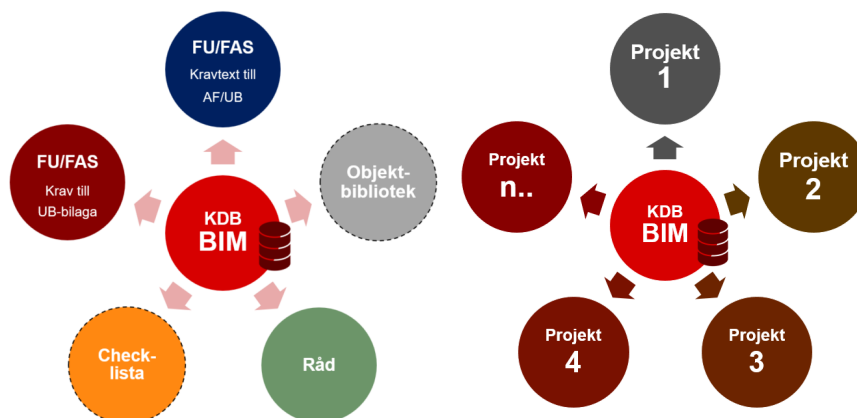 FU/FAS
Kravtext till
AF/UB
FU/FAS
Krav till
UB-bilaga
Objekt-
bibliotek
KDB
BIM
Check-
lista
Råd
Projekt
1
Projekt
n..
Projekt
2
KDB
BIM
Projekt
4
Projekt
3